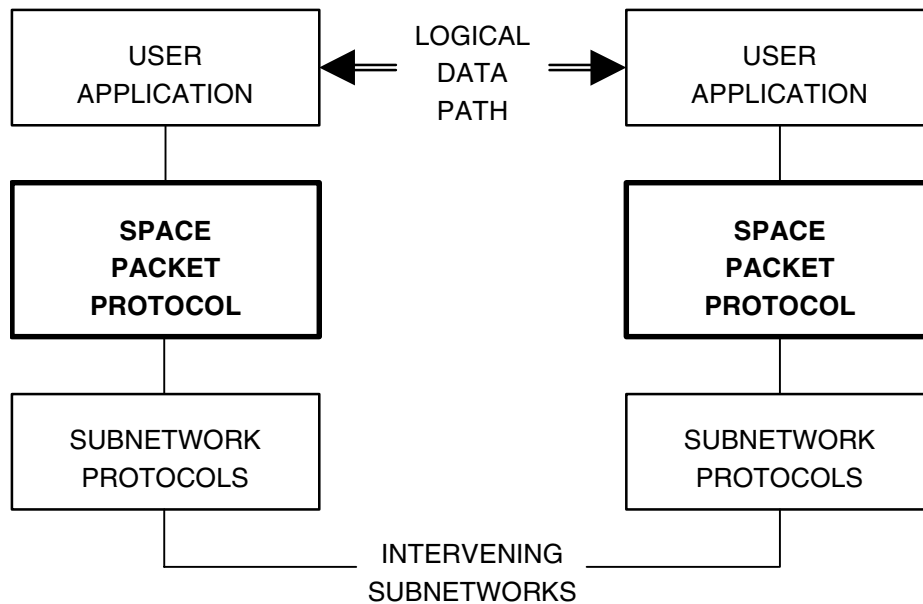 USER
APPLICATION
LOGICAL
DATA
PATH
USER
APPLICATION
SPACE
PACKET
PROTOCOL
SPACE
PACKET
PROTOCOL
SUBNETWORK
PROTOCOLS
SUBNETWORK
PROTOCOLS
INTERVENING
SUBNETWORKS